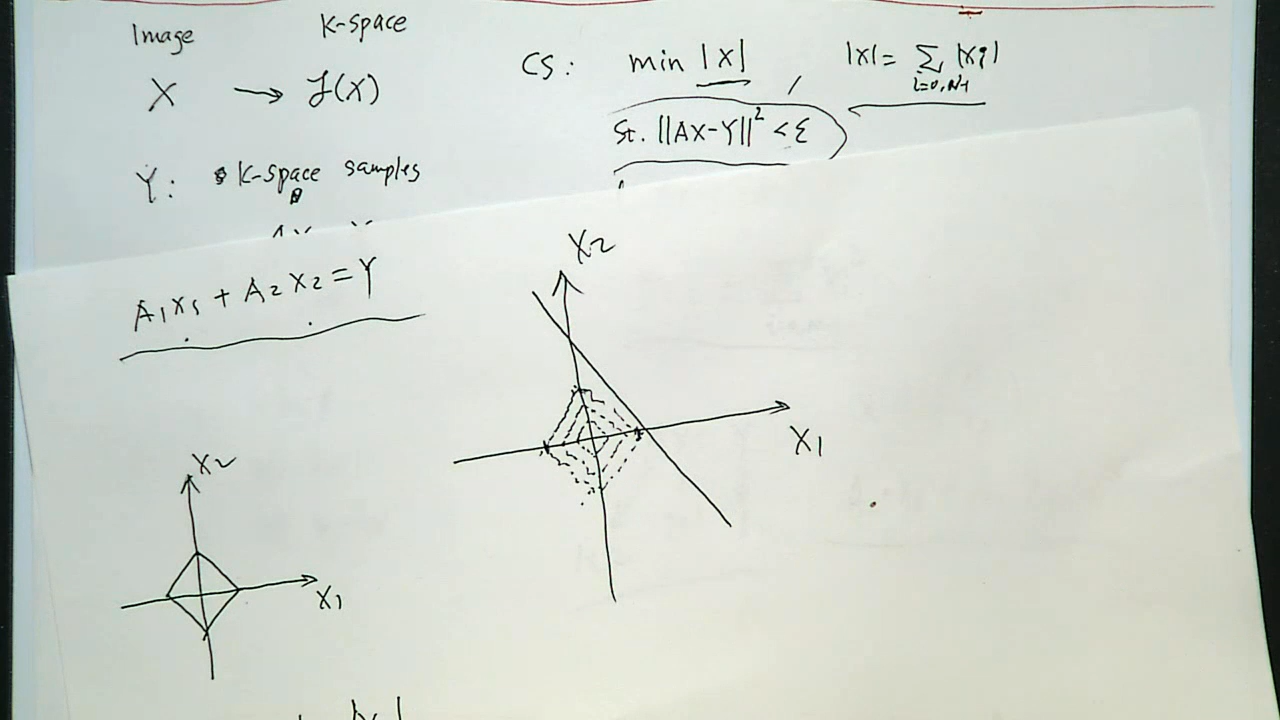 Image K-space
X → F(X)
Y: K-space samples
CS: min |X| , |X| = Σ |Xi|
i=0,N-1
St. ||AX-Y||² < ε
A1X1 + A2X2 = Y
X2
X1
X2
X1